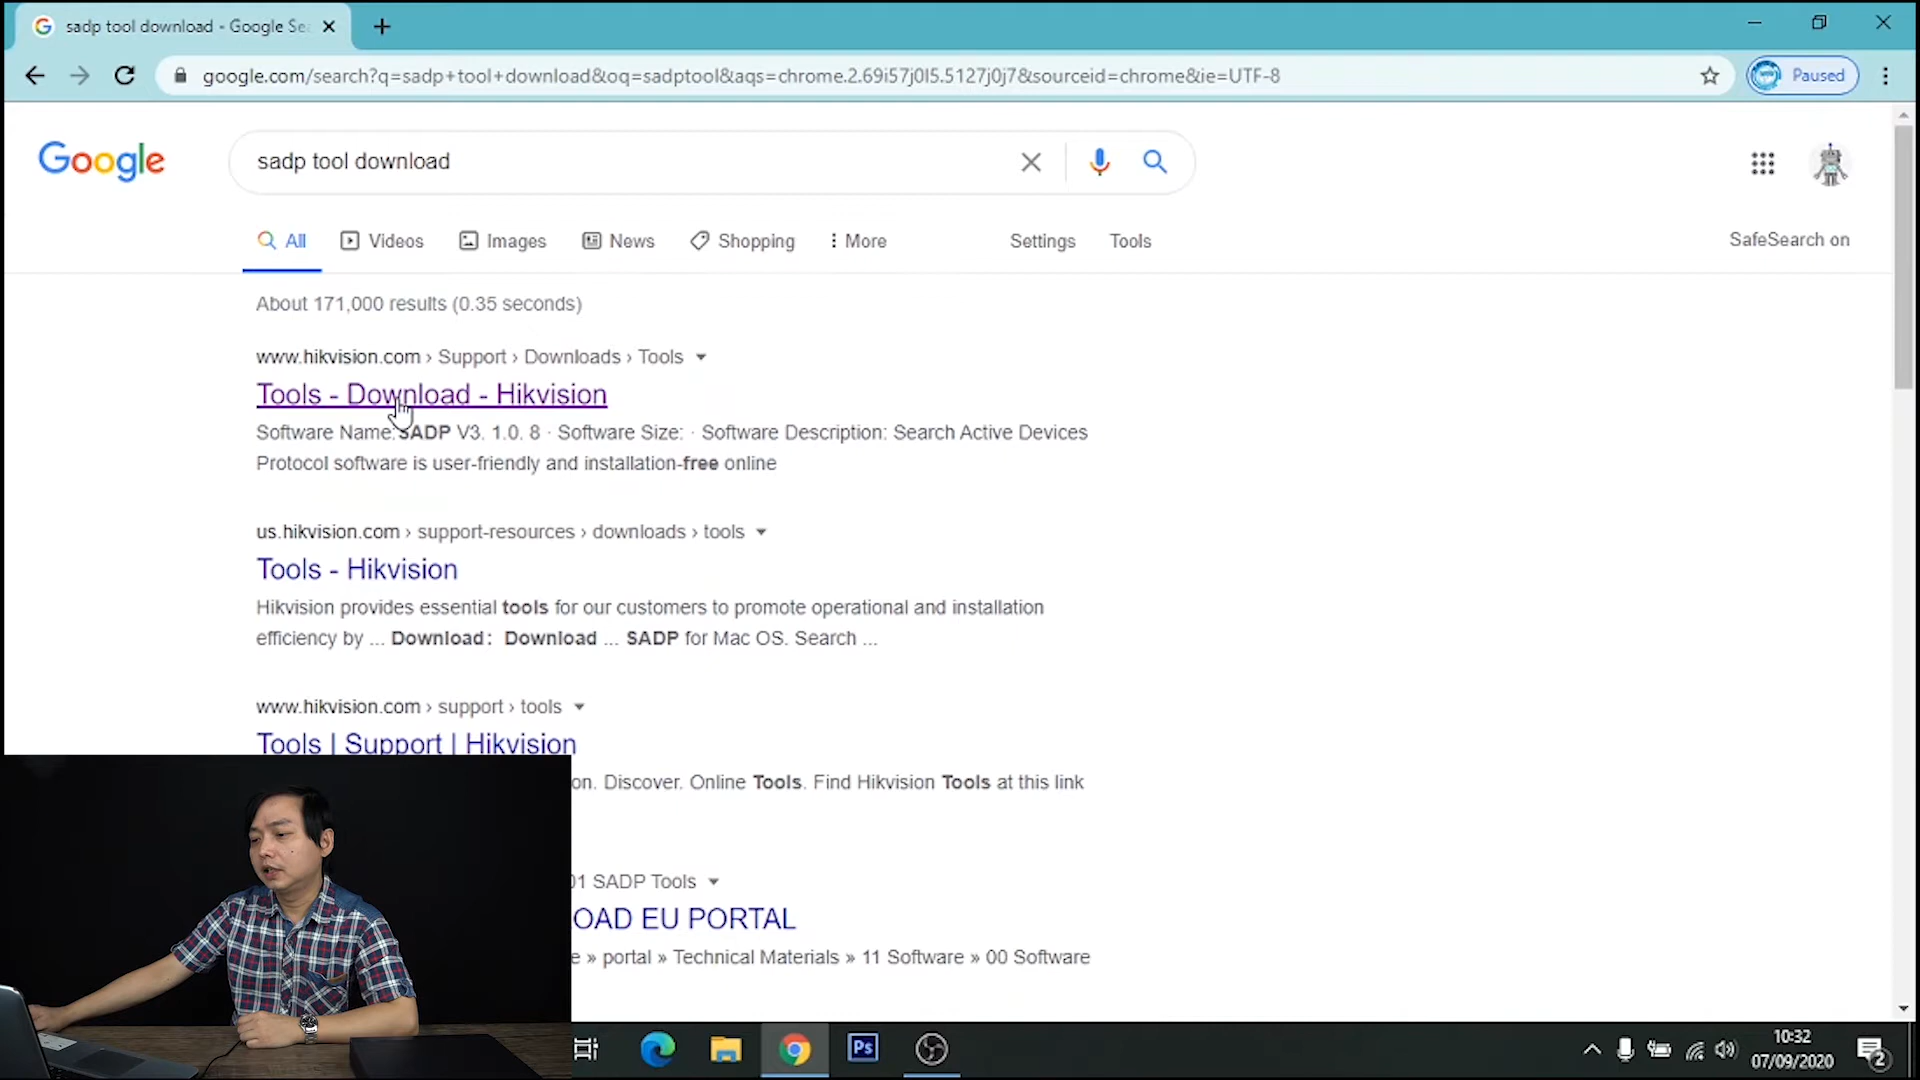 sadp tool download - Google Se
google.com/search?q=sadp+tool+download&oq=sadptool&aqs=chrome.2.69i57j0l5.5127j0j7&sourceid=chrome&ie=UTF-8
Paused
Google
sadp tool download
All
Videos
Images
News
Shopping
More
Settings
Tools
SafeSearch on
About 171,000 results (0.35 seconds)
www.hikvision.com › Support › Downloads › Tools
Tools - Download - Hikvision
Software Name: SADP V3. 1.0. 8 · Software Size: · Software Description: Search Active Devices
Protocol software is user-friendly and installation-free online
us.hikvision.com › support-resources › downloads › tools
Tools - Hikvision
Hikvision provides essential tools for our customers to promote operational and installation
efficiency by ... Download： Download ... SADP for Mac OS. Search ...
www.hikvision.com › support › tools
Tools | Support | Hikvision
on. Discover. Online Tools. Find Hikvision Tools at this link
01 SADP Tools
OAD EU PORTAL
e » portal » Technical Materials » 11 Software » 00 Software
Ps
10:32
07/09/2020
2